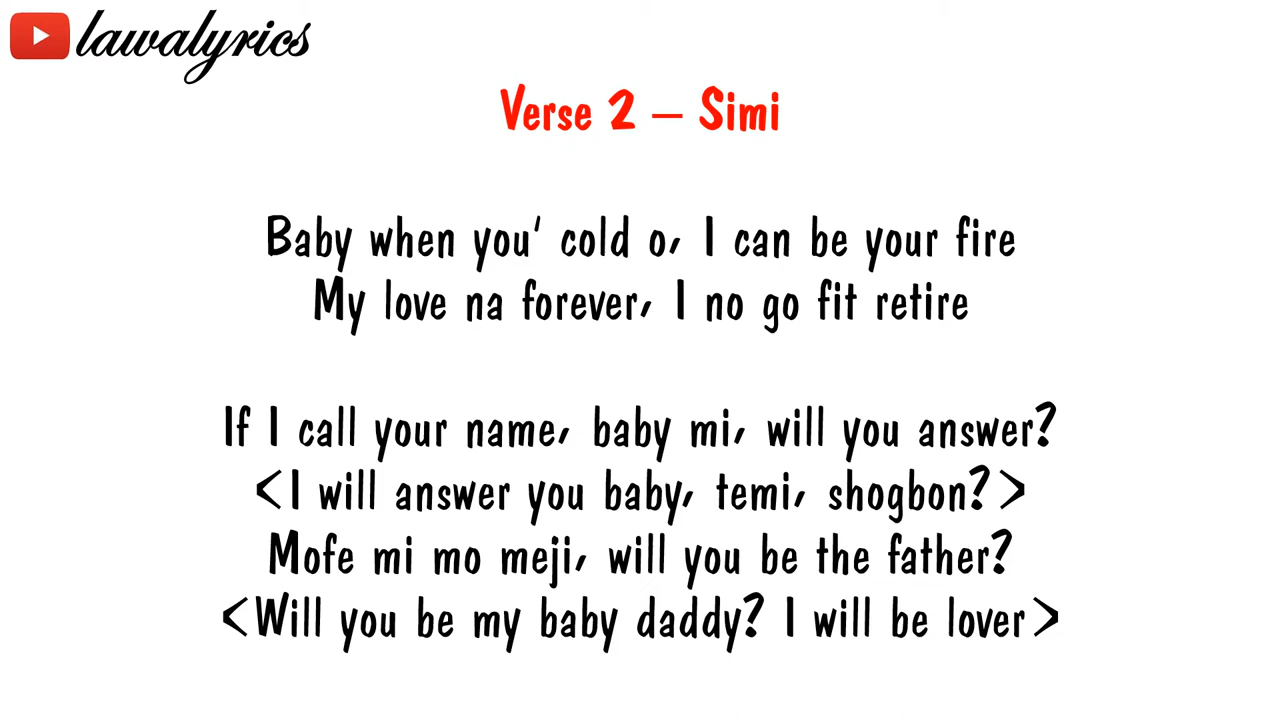 lawalyrics
Verse 2 – Simi
Baby when you' cold o, I can be your fire
My love na forever, I no go fit retire
If I call your name, baby mi, will you answer?
<I will answer you baby, temi, shogbon?>
Mofe mi mo meji, will you be the father?
<Will you be my baby daddy? I will be lover>